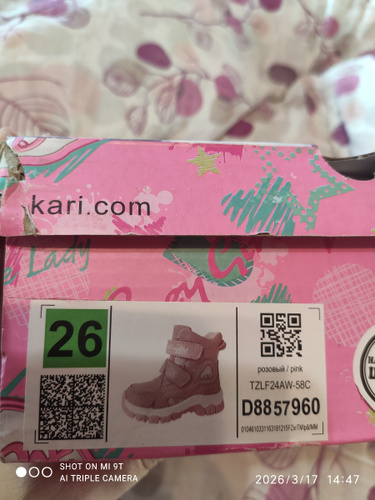 kari.com
Lady
26
розовый / pink
TZLF24AW-58C
D8857960
SHOT ON MI 9T
AI TRIPLE CAMERA
2026/3/17 14:47